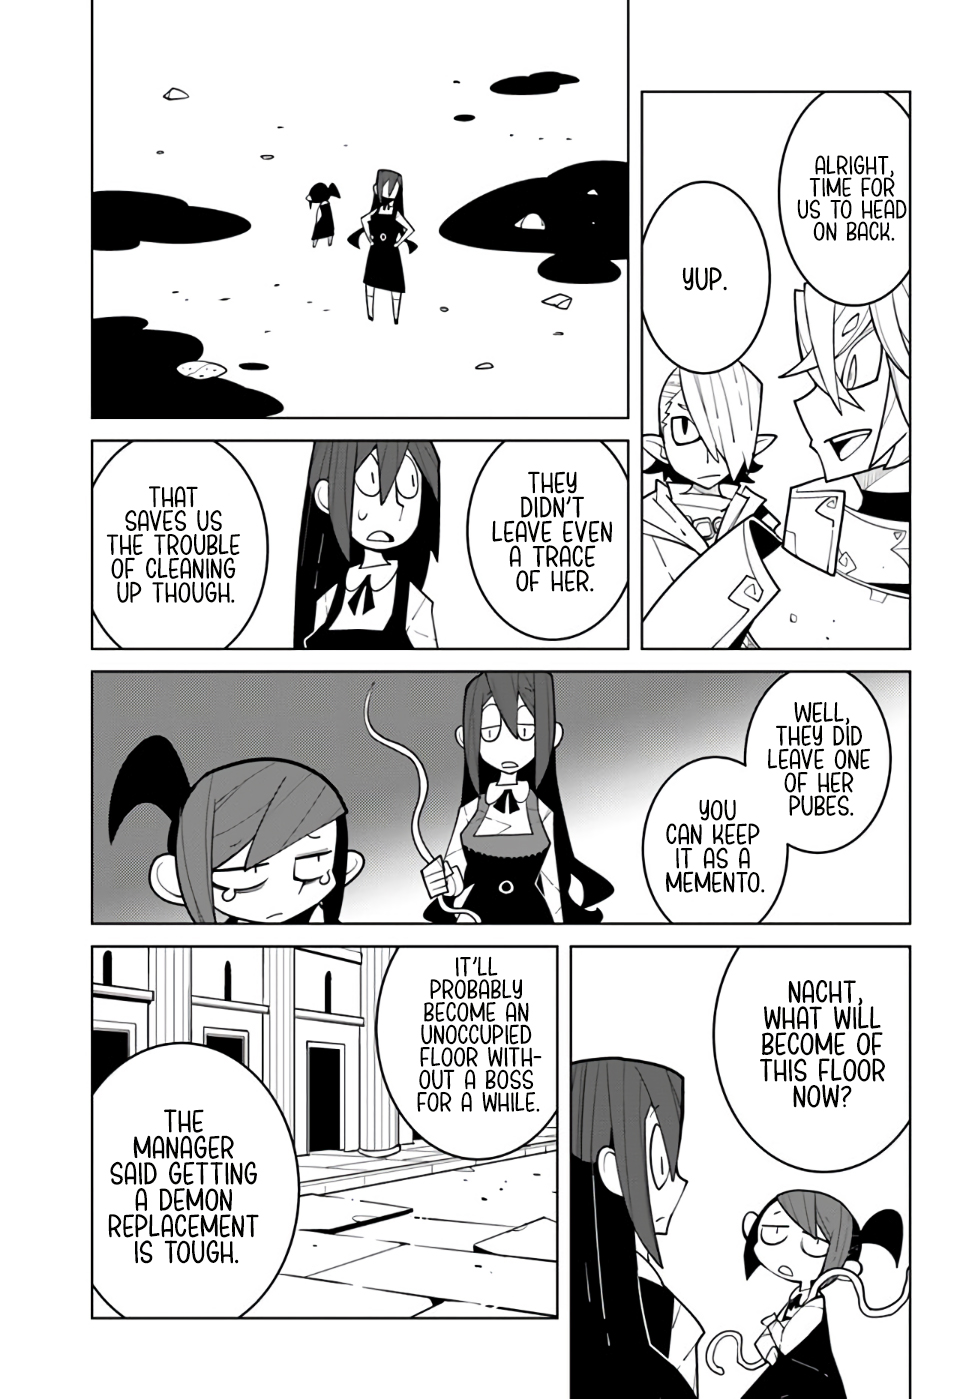 ALRIGHT,
TIME FOR
US TO HEAD
ON BACK.
YUP.
THEY
DIDN'T
LEAVE EVEN
A TRACE
OF HER.
THAT
SAVES US
THE TROUBLE
OF CLEANING
UP THOUGH.
WELL,
THEY DID
LEAVE ONE
OF HER
PUBES.
YOU
CAN KEEP
IT AS A
MEMENTO.
NACHT,
WHAT WILL
BECOME OF
THIS FLOOR
NOW?
IT'LL
PROBABLY
BECOME AN
UNOCCUPIED
FLOOR WITH-
OUT A BOSS
FOR A WHILE.
THE
MANAGER
SAID GETTING
A DEMON
REPLACEMENT
IS TOUGH.